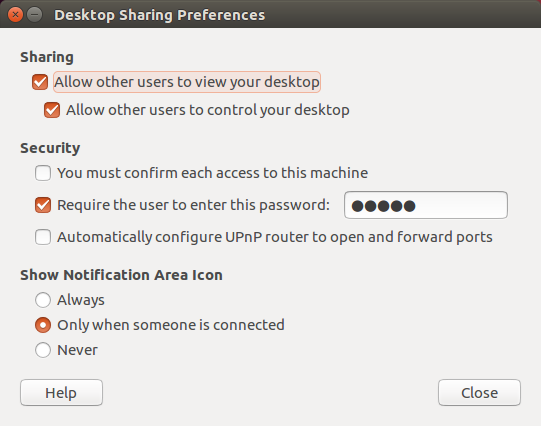 Desktop Sharing Preferences
Sharing
Allow other users to view your desktop
Allow other users to control your desktop
Security
You must confirm each access to this machine
Require the user to enter this password: ●●●●●
Automatically configure UPnP router to open and forward ports
Show Notification Area Icon
Always
Only when someone is connected
Never
Help
Close